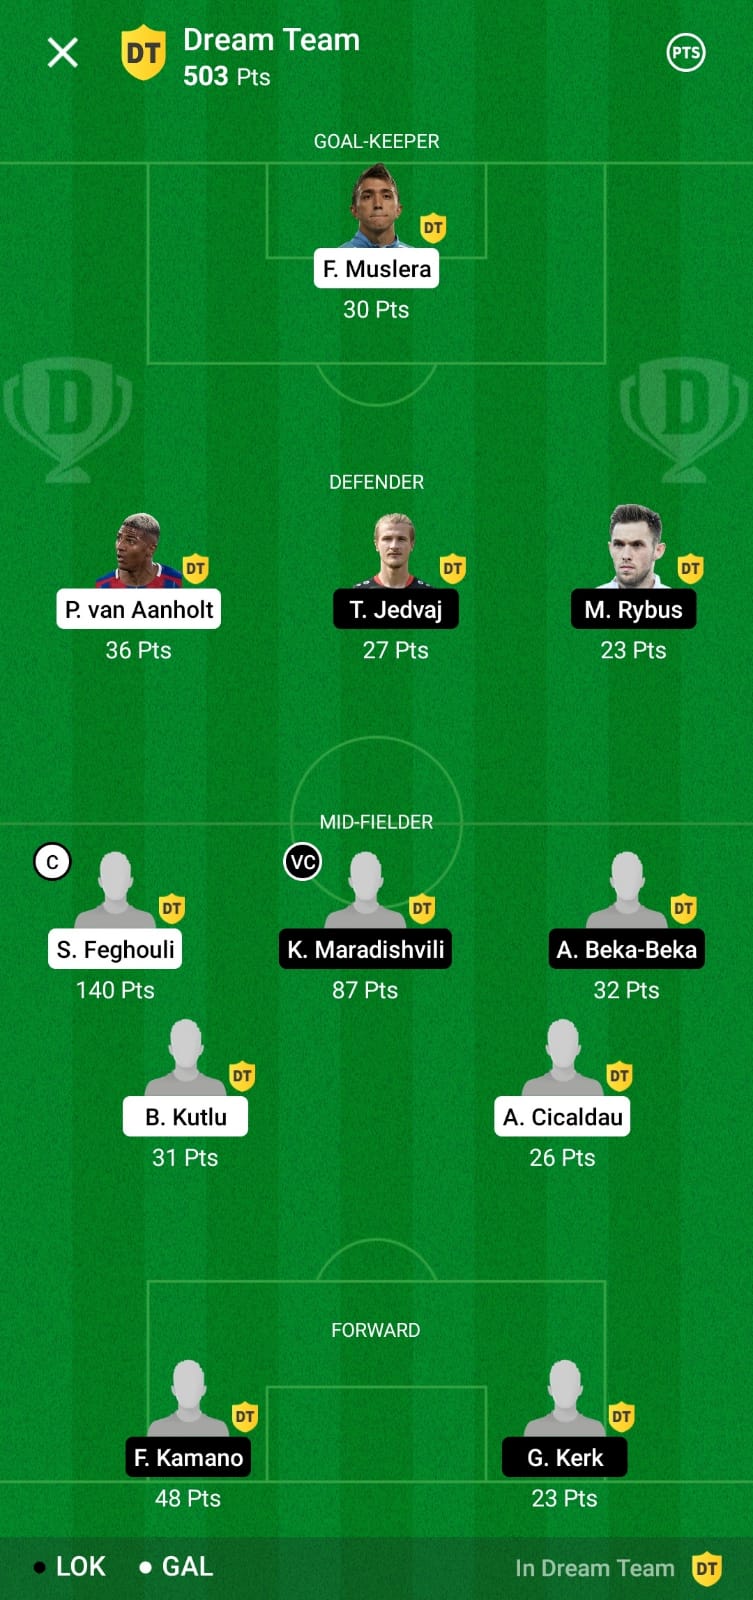 DT Dream Team
503 Pts
PTS
GOAL-KEEPER
DT
F. Muslera
30 Pts
D D
DEFENDER
DT DT DT
P. van Aanholt T. Jedvaj M. Rybus
36 Pts 27 Pts 23 Pts
MID-FIELDER
C VC
DT DT DT
S. Feghouli K. Maradishvili A. Beka-Beka
140 Pts 87 Pts 32 Pts
DT DT
B. Kutlu A. Cicaldau
31 Pts 26 Pts
FORWARD
DT DT
F. Kamano G. Kerk
48 Pts 23 Pts
LOK GAL In Dream Team DT